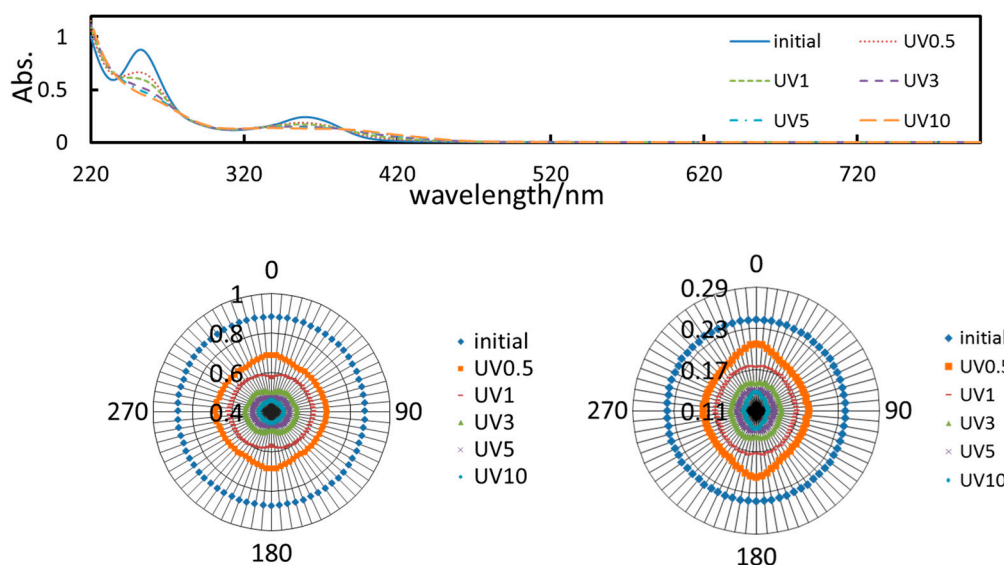 1
0.5
0
Abs.
initial
UV0.5
UV1
UV3
UV5
UV10
220
320
420
520
620
720
wavelength/nm
0
1
0.8
0.6
0.4
270
90
180
initial
UV0.5
UV1
UV3
UV5
UV10
0
0.29
0.23
0.17
0.11
270
90
180
initial
UV0.5
UV1
UV3
UV5
UV10